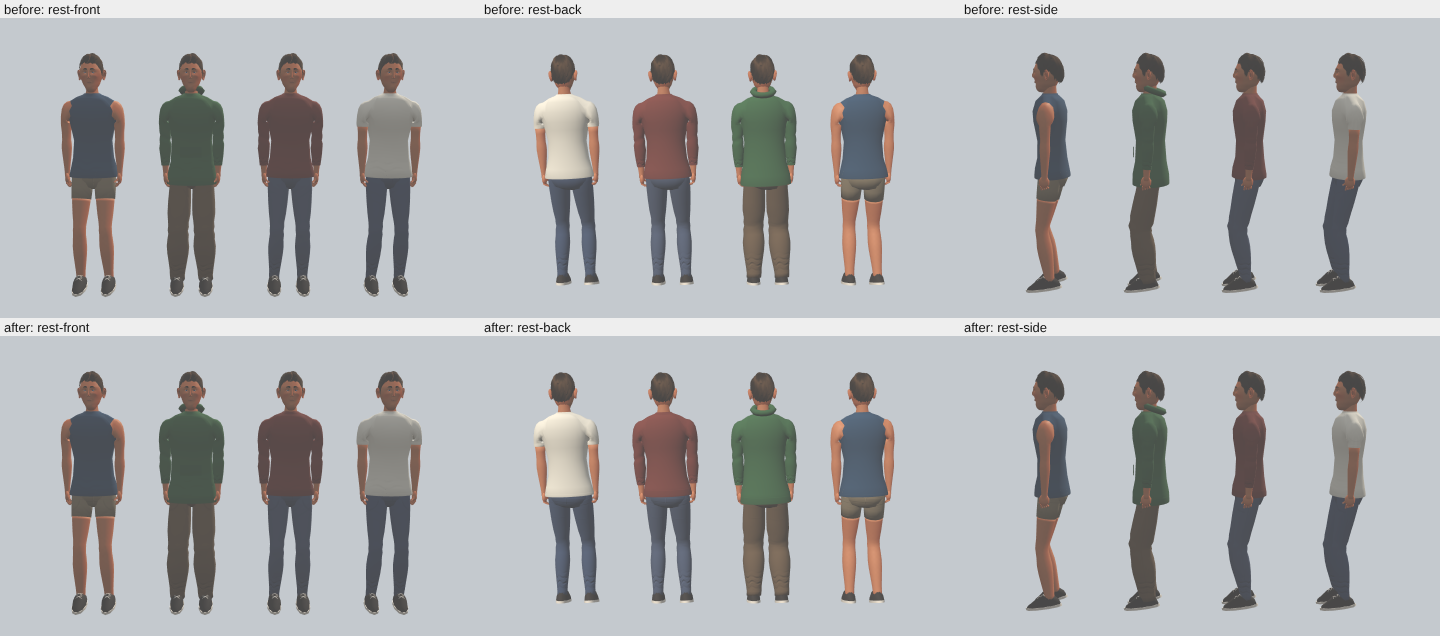 before: rest-front
before: rest-back
before: rest-side
after: rest-front
after: rest-back
after: rest-side